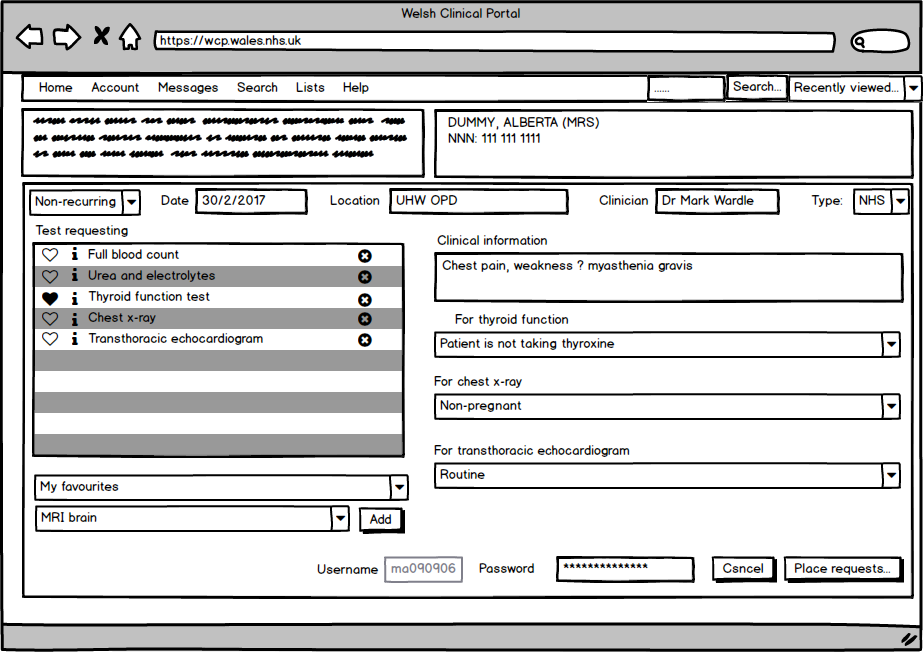 Welsh Clinical Portal
https://wcp.wales.nhs.uk
Home Account Messages Search Lists Help ...... Search... Recently viewed...
DUMMY, ALBERTA (MRS)
NNN: 111 111 1111
Non-recurring Date 30/2/2017 Location UHW OPD Clinician Dr Mark Wardle Type: NHS
Test requesting
Full blood count
Urea and electrolytes
Thyroid function test
Chest x-ray
Transthoracic echocardiogram
My favourites
MRI brain Add
Clinical information
Chest pain, weakness ? myasthenia gravis
For thyroid function
Patient is not taking thyroxine
For chest x-ray
Non-pregnant
For transthoracic echocardiogram
Routine
Username ma090906 Password ************** Csncel Place requests...